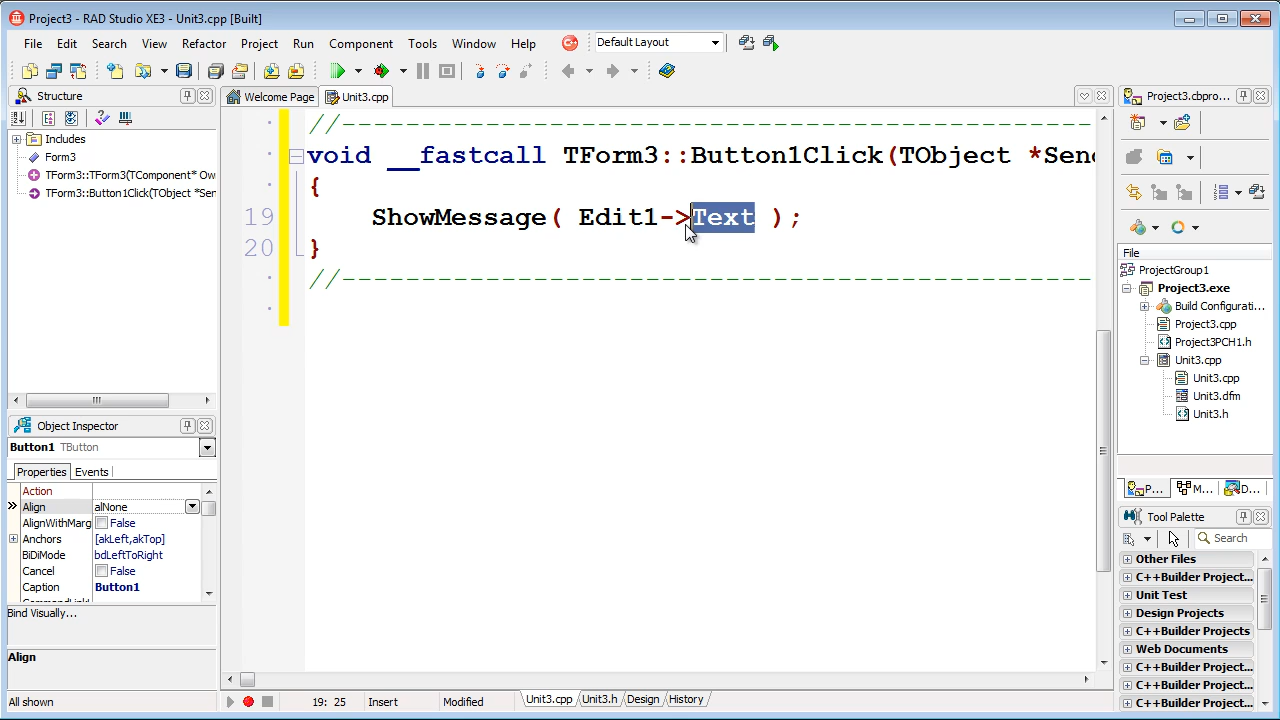 Project3 - RAD Studio XE3 - Unit3.cpp [Built]
File Edit Search View Refactor Project Run Component Tools Window Help Default Layout
Structure
Welcome Page Unit3.cpp
Project3.cbpro...
Includes
Form3
TForm3::TForm3(TComponent* Ow
TForm3::Button1Click(TObject *Sen
//
void __fastcall TForm3::Button1Click(TObject *Send
{
19 ShowMessage( Edit1->Text );
20 }
//
File
ProjectGroup1
Project3.exe
Build Configurati...
Project3.cpp
Project3PCH1.h
Unit3.cpp
Unit3.cpp
Unit3.dfm
Unit3.h
P... M... D...
Object Inspector
Button1 TButton
Properties Events
Action
Align alNone
AlignWithMarg False
Anchors [akLeft,akTop]
BiDiMode bdLeftToRight
Cancel False
Caption Button1
Bind Visually...
Align
All shown
Tool Palette
Search
Other Files
C++Builder Project...
Unit Test
Design Projects
C++Builder Projects
Web Documents
C++Builder Project...
C++Builder Project...
C++Builder Project...
19: 25 Insert Modified Unit3.cpp Unit3.h Design History